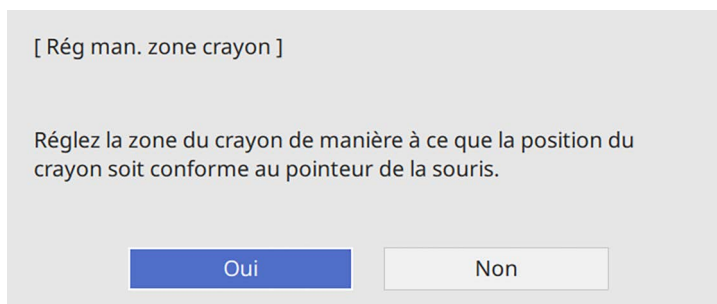 [ Rég man. zone crayon ]
Réglez la zone du crayon de manière à ce que la position du
crayon soit conforme au pointeur de la souris.
Oui
Non